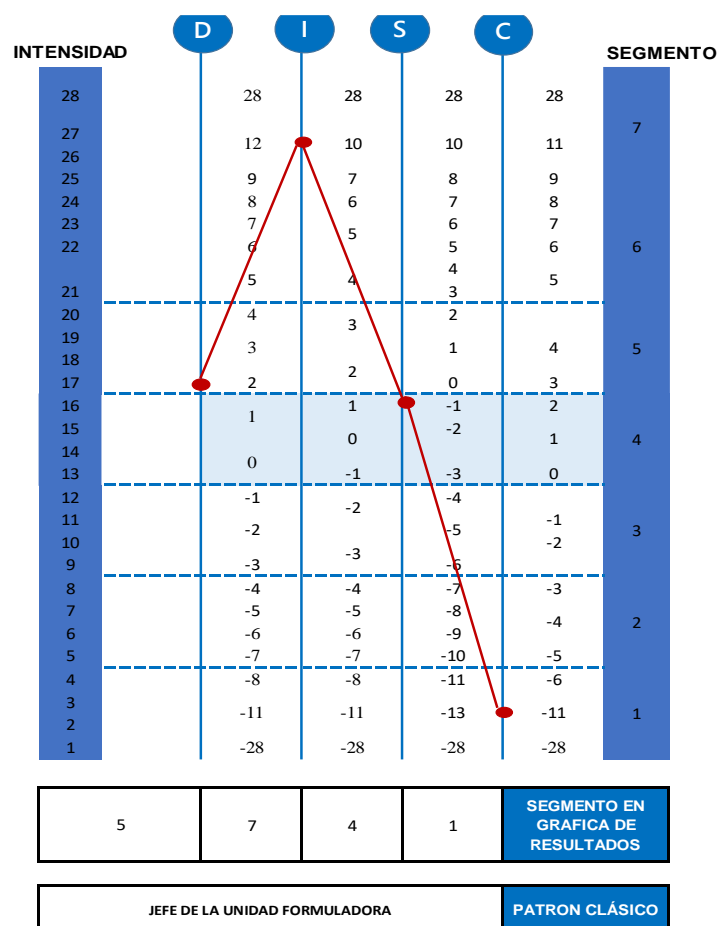 D I S C
INTENSIDAD SEGMENTO
28 28 28 28 28
7
27
12 10 10 11
26
25 9 7 8 9
24 8 6 7 8
23 7 6 7
5
22 6 5 6 6
4
5 4 5
21 3
20 4 2
3
19
3 1 4 5
18
2
17 2 0 3
16 1 -1 2
1
15 -2
0 1 4
14
0
13 -1 -3 0
12 -1 -4
-2
11 -1
-2 -5 3
10 -2
-3
9 -3 -6
8 -4 -4 -7 -3
7 -5 -5 -8
-4 2
6 -6 -6 -9
5 -7 -7 -10 -5
4 -8 -8 -11 -6
3
-11 -11 -13 -11 1
2
1 -28 -28 -28 -28
5 7 4 1 SEGMENTO EN
GRAFICA DE
RESULTADOS
JEFE DE LA UNIDAD FORMULADORA PATRON CLÁSICO